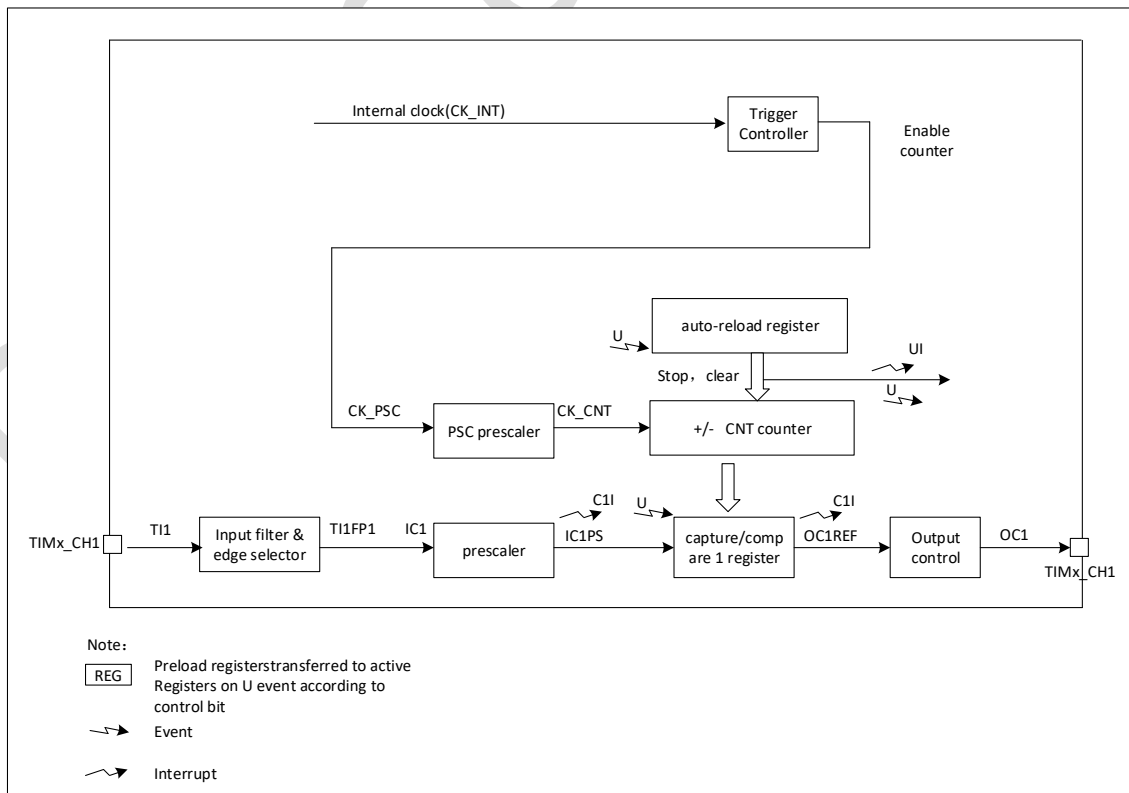 Internal clock(CK_INT)
Trigger
Controller
Enable
counter
auto-reload register
U
UI
Stop，clear
U
CK_PSC
CK_CNT
PSC prescaler
+/-   CNT counter
C1I
U
C1I
TIMx_CH1
TI1
Input filter &
edge selector
TI1FP1
IC1
prescaler
IC1PS
capture/comp
are 1 register
OC1REF
Output
control
OC1
TIMx_CH1
Note：
REG
Preload registerstransferred to active
Registers on U event according to
control bit
Event
Interrupt